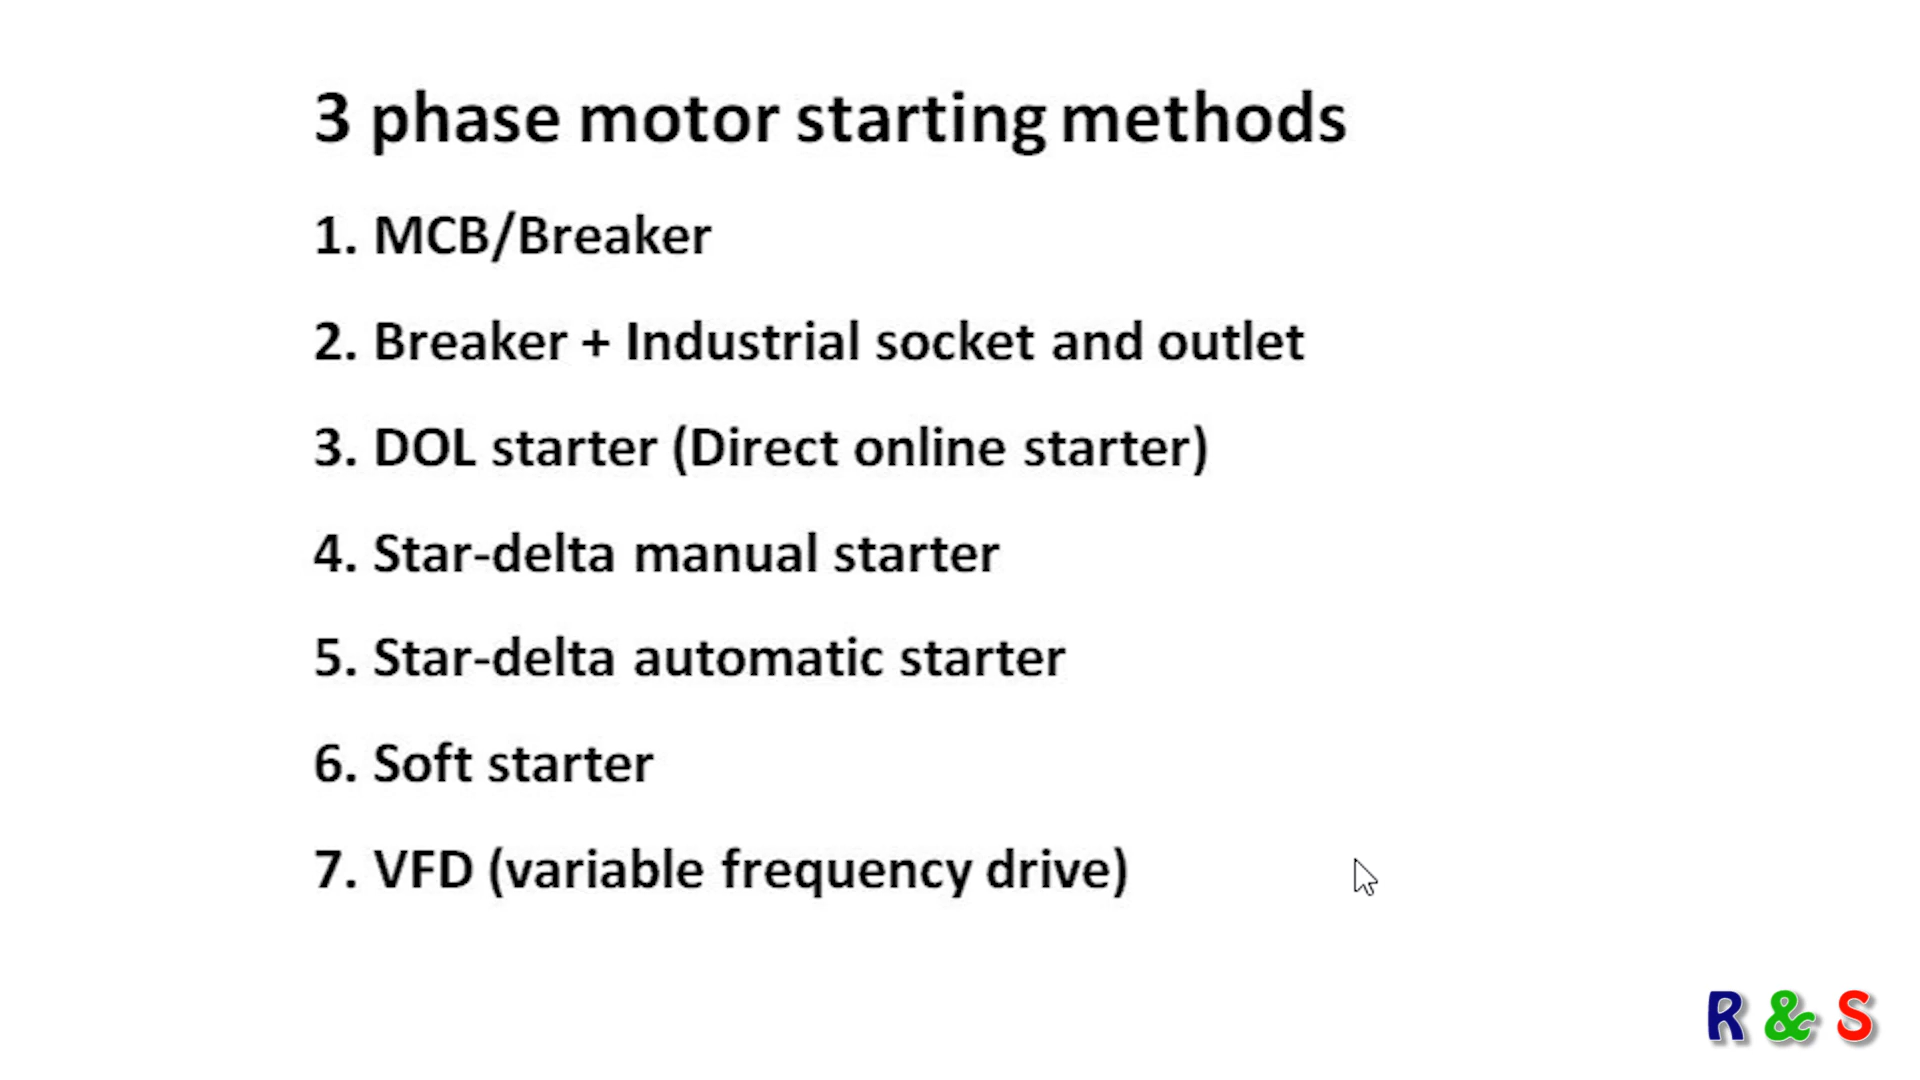 3 phase motor starting methods
1. MCB/Breaker
2. Breaker + Industrial socket and outlet
3. DOL starter (Direct online starter)
4. Star-delta manual starter
5. Star-delta automatic starter
6. Soft starter
7. VFD (variable frequency drive)
R & S